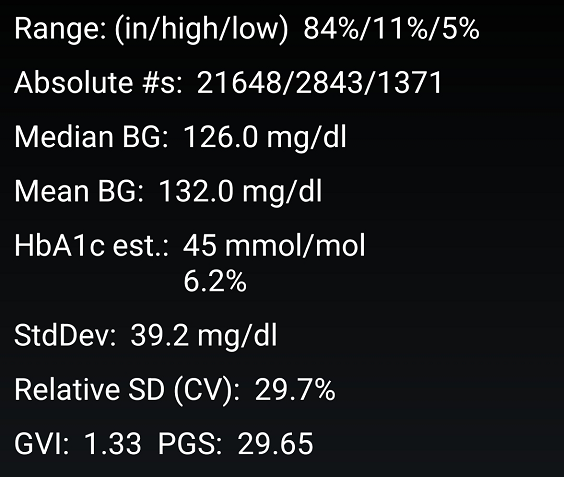 Range: (in/high/low) 84%/11%/5%
Absolute #s: 21648/2843/1371
Median BG: 126.0 mg/dl
Mean BG: 132.0 mg/dl
HbA1c est.: 45 mmol/mol
6.2%
StdDev: 39.2 mg/dl
Relative SD (CV): 29.7%
GVI: 1.33 PGS: 29.65